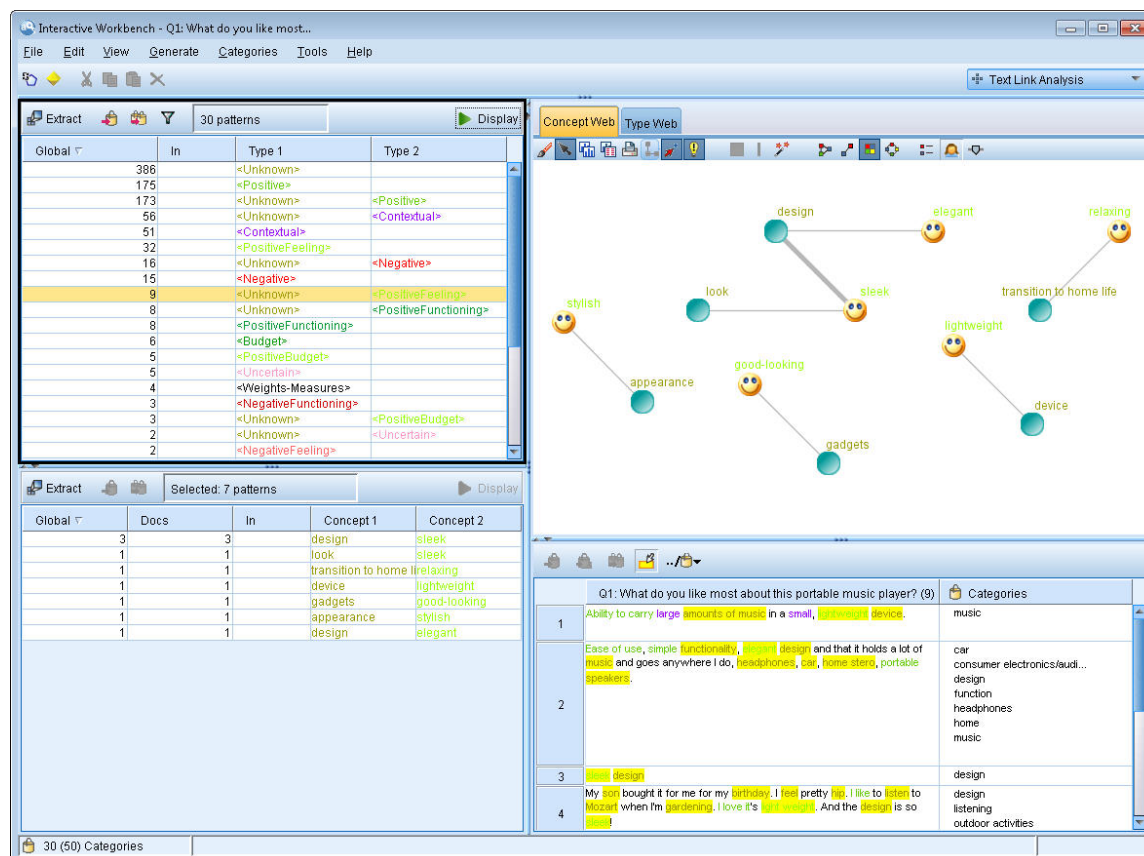 Interactive Workbench - Q1: What do you like most...
File Edit View Generate Categories Tools Help
Text Link Analysis
Extract 30 patterns Display
Global In Type 1 Type 2
386 <Unknown>
175 <Positive>
173 <Unknown> <Positive>
56 <Unknown> <Contextual>
51 <Contextual>
32 <PositiveFeeling>
16 <Unknown> <Negative>
15 <Negative>
9 <Unknown> <PositiveFeeling>
8 <Unknown> <PositiveFunctioning>
8 <PositiveFunctioning>
6 <Budget>
5 <PositiveBudget>
5 <Uncertain>
4 <Weights-Measures>
3 <NegativeFunctioning>
3 <Unknown> <PositiveBudget>
2 <Unknown> <Uncertain>
2 <NegativeFeeling>
Extract Selected: 7 patterns Display
Global Docs In Concept 1 Concept 2
3 3 design sleek
1 1 look sleek
1 1 transition to home li relaxing
1 1 device lightweight
1 1 gadgets good-looking
1 1 appearance stylish
1 1 design elegant
Concept Web Type Web
design elegant relaxing
look sleek transition to home life
stylish lightweight
good-looking
appearance
device
gadgets
Q1: What do you like most about this portable music player? (9) Categories
1 Ability to carry large amounts of music in a small, lightweight device. music
2 Ease of use, simple functionality, elegant design and that it holds a lot of
music and goes anywhere I do, headphones, car, home stero, portable
speakers.
car
consumer electronics/audi...
design
function
headphones
home
music
3 sleek design design
4 My son bought it for me for my birthday. I feel pretty hip. I like to listen to
Mozart when I'm gardening. I love it's light weight. And the design is so
sleek!
design
listening
outdoor activities
30 (50) Categories